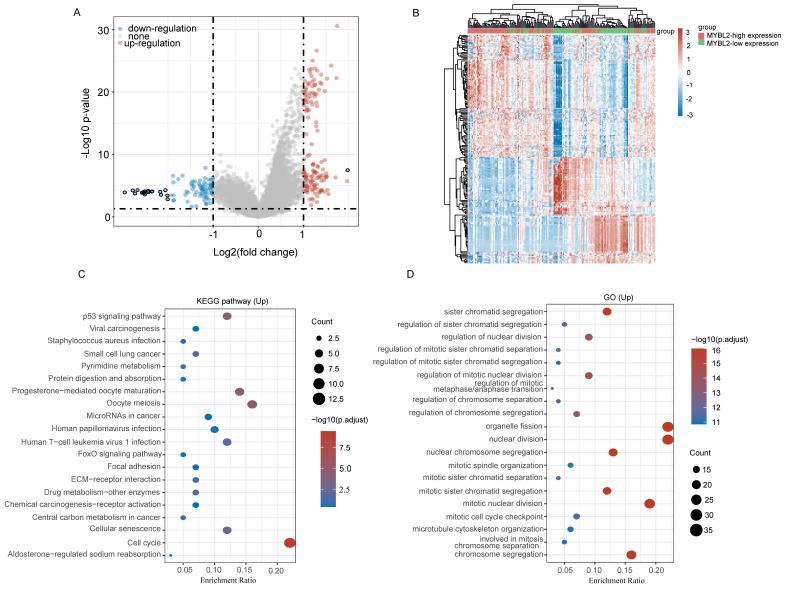 A
down-regulation
none
up-regulation
30
20
10
0
-Log10 p-value
-1
0
1
Log2(fold change)
B
group
3
2
1
0
-1
-2
-3
group
MYBL2-high expression
MYBL2-low expression
C
KEGG pathway (Up)
p53 signaling pathway
Viral carcinogenesis
Staphylococcus aureus infection
Small cell lung cancer
Pyrimidine metabolism
Protein digestion and absorption
Progesterone-mediated oocyte maturation
Oocyte meiosis
MicroRNAs in cancer
Human papillomavirus infection
Human T-cell leukemia virus 1 infection
FoxO signaling pathway
Focal adhesion
ECM-receptor interaction
Drug metabolism-other enzymes
Chemical carcinogenesis-receptor activation
Central carbon metabolism in cancer
Cellular senescence
Cell cycle
Aldosterone-regulated sodium reabsorption
0.05
0.10
0.15
0.20
Enrichment Ratio
Count
2.5
5.0
7.5
10.0
12.5
-log10(p.adjust)
7.5
5.0
2.5
D
GO (Up)
sister chromatid segregation
regulation of sister chromatid segregation
regulation of nuclear division
regulation of mitotic sister chromatid separation
regulation of mitotic sister chromatid segregation
regulation of mitotic nuclear division
regulation of mitotic
metaphase/anaphase transition
regulation of chromosome separation
regulation of chromosome segregation
organelle fission
nuclear division
nuclear chromosome segregation
mitotic spindle organization
mitotic sister chromatid separation
mitotic sister chromatid segregation
mitotic nuclear division
mitotic cell cycle checkpoint
microtubule cytoskeleton organization
involved in mitosis
chromosome separation
chromosome segregation
0.05
0.10
0.15
0.20
Enrichment Ratio
-log10(p.adjust)
16
15
14
13
12
11
Count
15
20
25
30
35